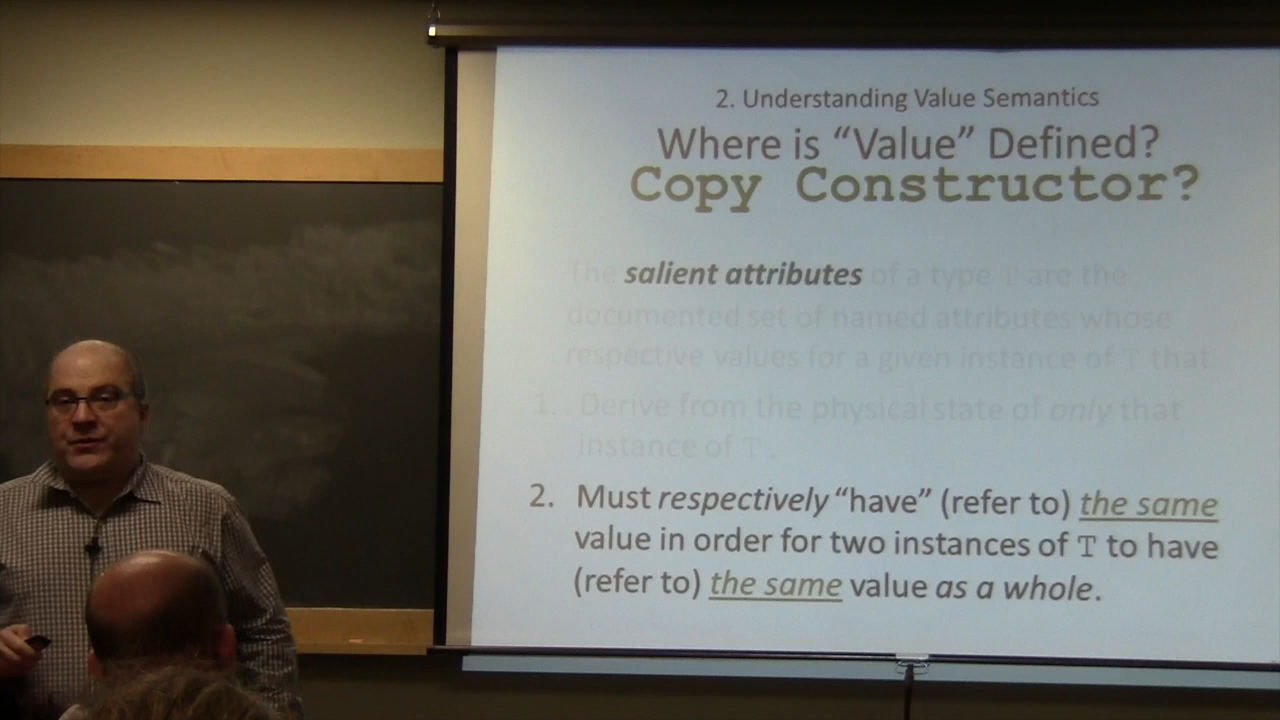 2. Understanding Value Semantics
Where is “Value” Defined?
Copy Constructor?
The salient attributes of a type T are the
documented set of named attributes whose
respective values for a given instance of T that
1. Derive from the physical state of only that
instance of T.
2. Must respectively “have” (refer to) the same
value in order for two instances of T to have
(refer to) the same value as a whole.